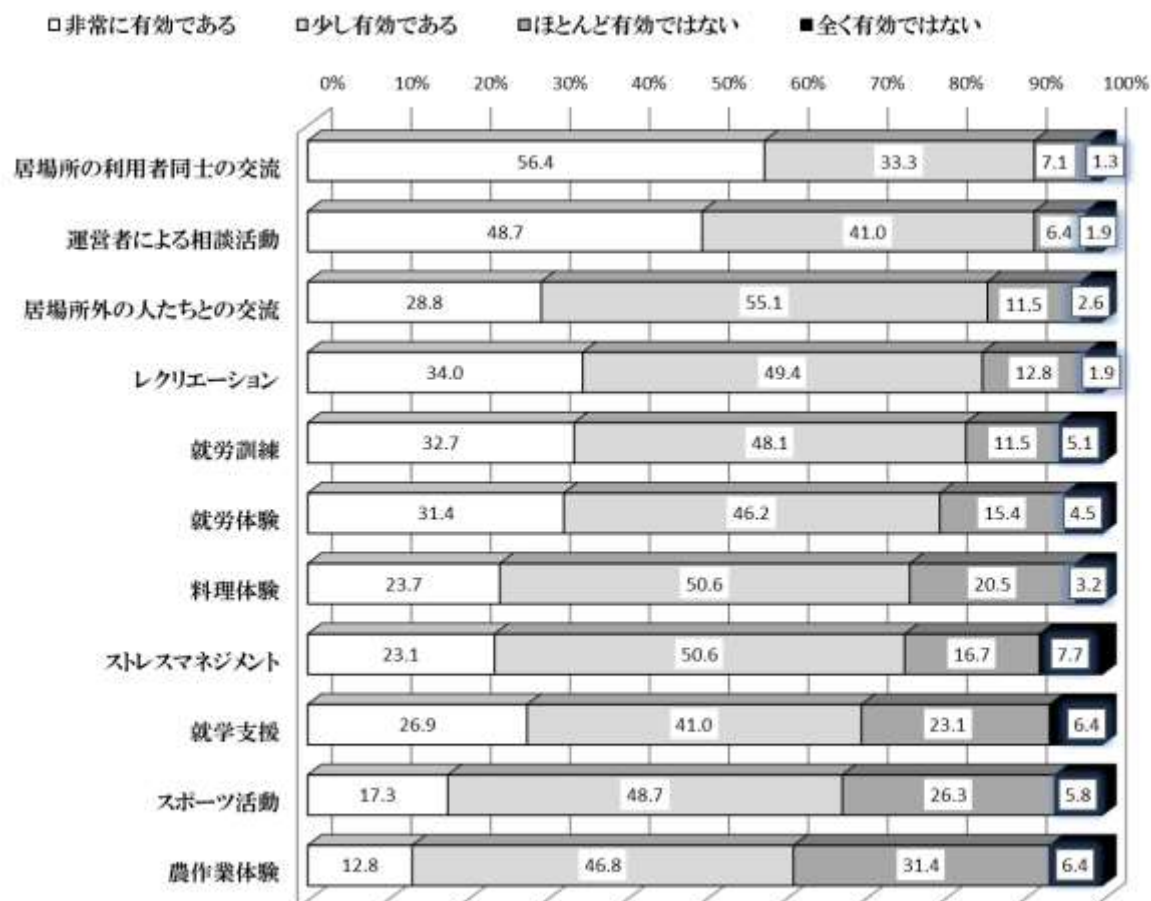 □非常に有効である □少し有効である ■ほとんど有効ではない ■全く有効ではない
0% 10% 20% 30% 40% 50% 60% 70% 80% 90% 100%
居場所の利用者同士の交流 56.4 33.3 7.1 1.3
運営者による相談活動 48.7 41.0 6.4 1.9
居場所外の人たちとの交流 28.8 55.1 11.5 2.6
レクリエーション 34.0 49.4 12.8 1.9
就労訓練 32.7 48.1 11.5 5.1
就労体験 31.4 46.2 15.4 4.5
料理体験 23.7 50.6 20.5 3.2
ストレスマネジメント 23.1 50.6 16.7 7.7
就学支援 26.9 41.0 23.1 6.4
スポーツ活動 17.3 48.7 26.3 5.8
農作業体験 12.8 46.8 31.4 6.4